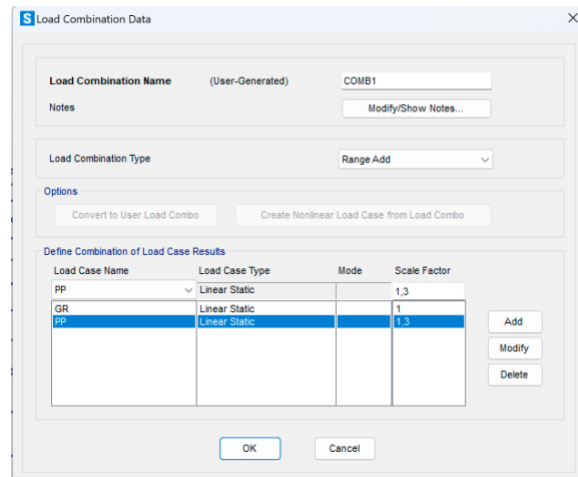 S Load Combination Data
Load Combination Name (User-Generated) COMB1
Notes Modify/Show Notes...
Load Combination Type Range Add
Options
Convert to User Load Combo Create Nonlinear Load Case from Load Combo
Define Combination of Load Case Results
Load Case Name Load Case Type Mode Scale Factor
PP Linear Static 1,3
GR Linear Static 1
PP Linear Static 1,3
Add
Modify
Delete
OK Cancel